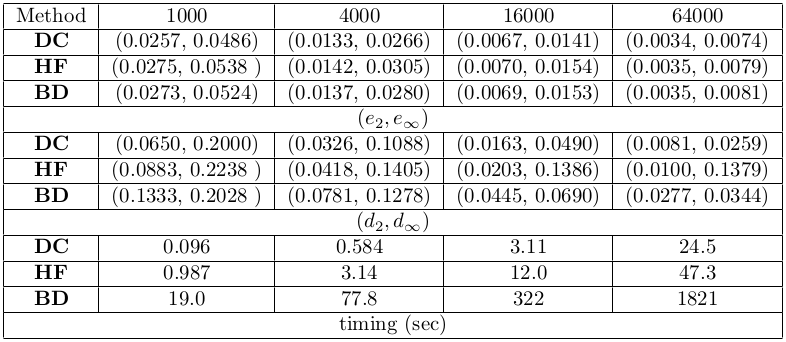 Method 1000 4000 16000 64000
DC (0.0257, 0.0486) (0.0133, 0.0266) (0.0067, 0.0141) (0.0034, 0.0074)
HF (0.0275, 0.0538 ) (0.0142, 0.0305) (0.0070, 0.0154) (0.0035, 0.0079)
BD (0.0273, 0.0524) (0.0137, 0.0280) (0.0069, 0.0153) (0.0035, 0.0081)
(e₂, e∞)
DC (0.0650, 0.2000) (0.0326, 0.1088) (0.0163, 0.0490) (0.0081, 0.0259)
HF (0.0883, 0.2238 ) (0.0418, 0.1405) (0.0203, 0.1386) (0.0100, 0.1379)
BD (0.1333, 0.2028 ) (0.0781, 0.1278) (0.0445, 0.0690) (0.0277, 0.0344)
(d₂, d∞)
DC 0.096 0.584 3.11 24.5
HF 0.987 3.14 12.0 47.3
BD 19.0 77.8 322 1821
timing (sec)